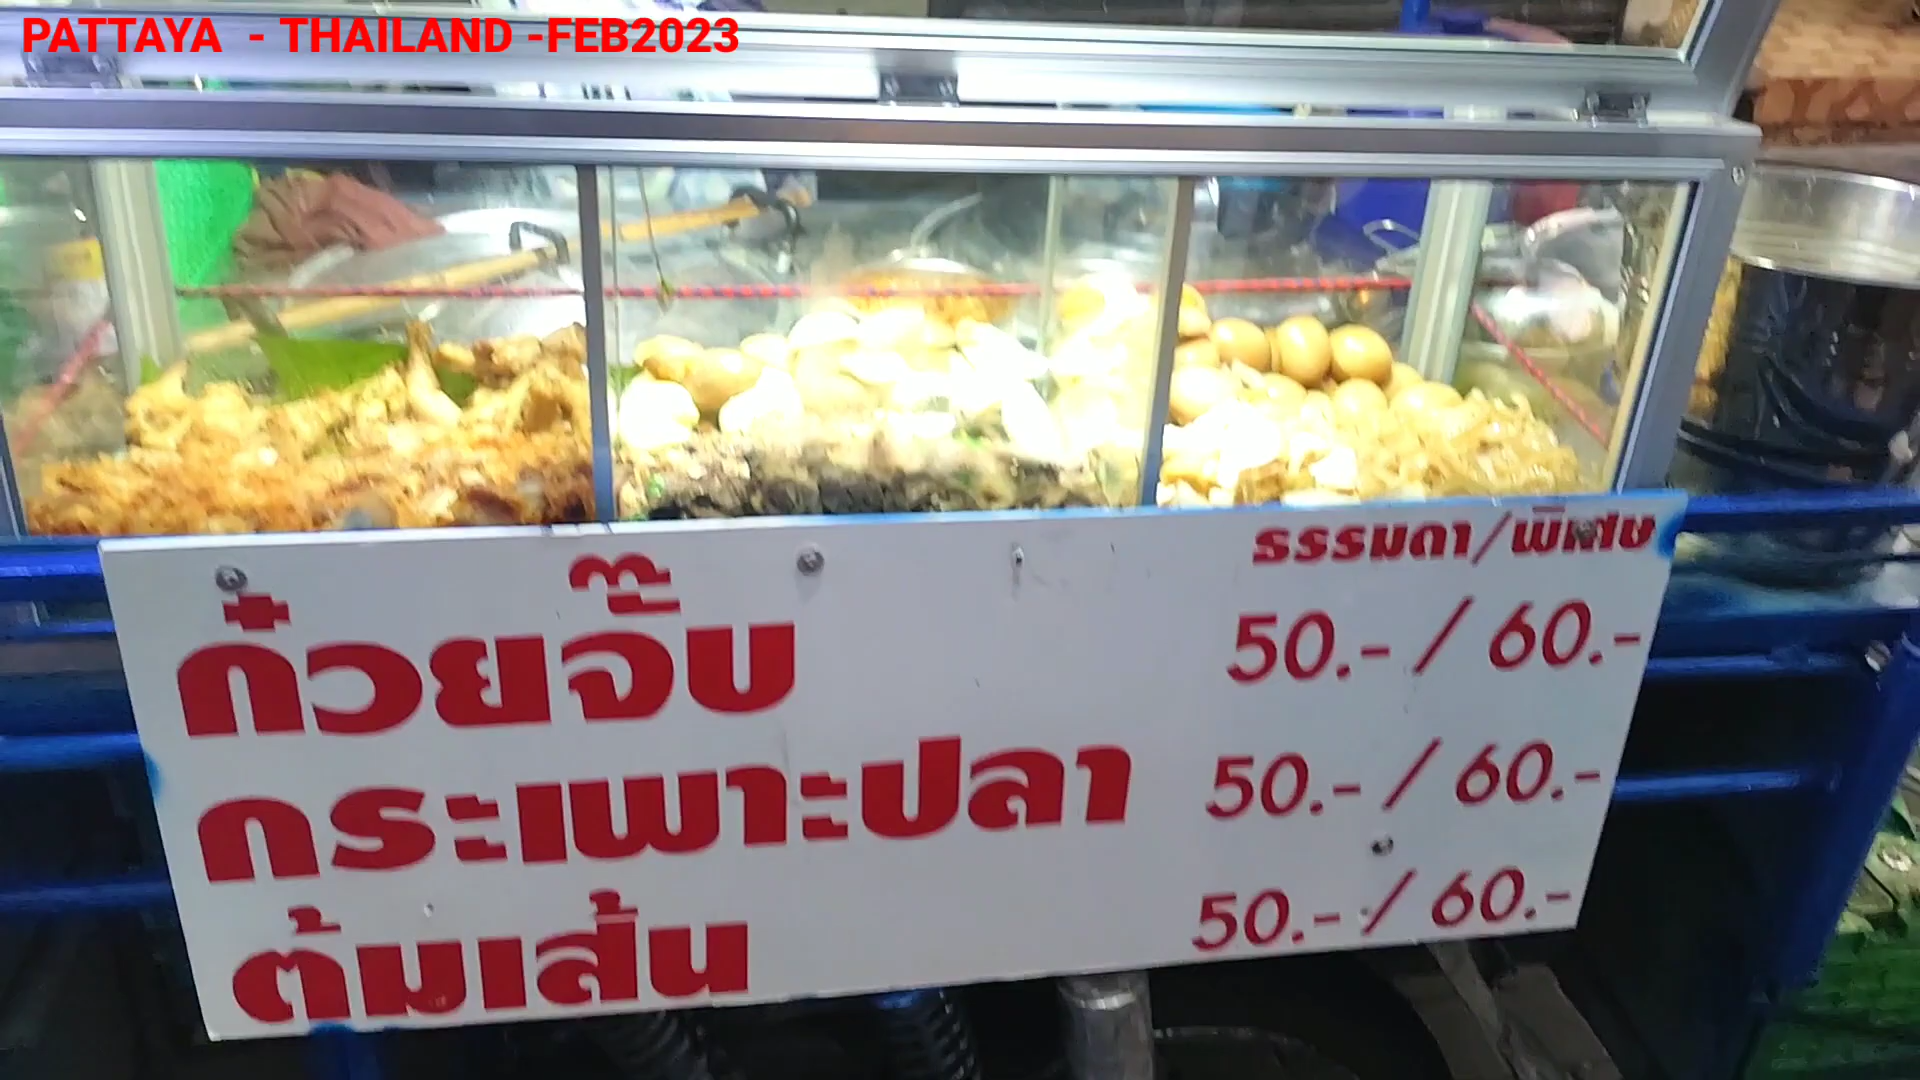 PATTAYA - THAILAND -FEB2023
ธรรมดา/พิเศษ
ก๋วยจั๊บ 50.-/60.-
กระเพาะปลา 50.-/60.-
ต้มเส้น 50.-/60.-